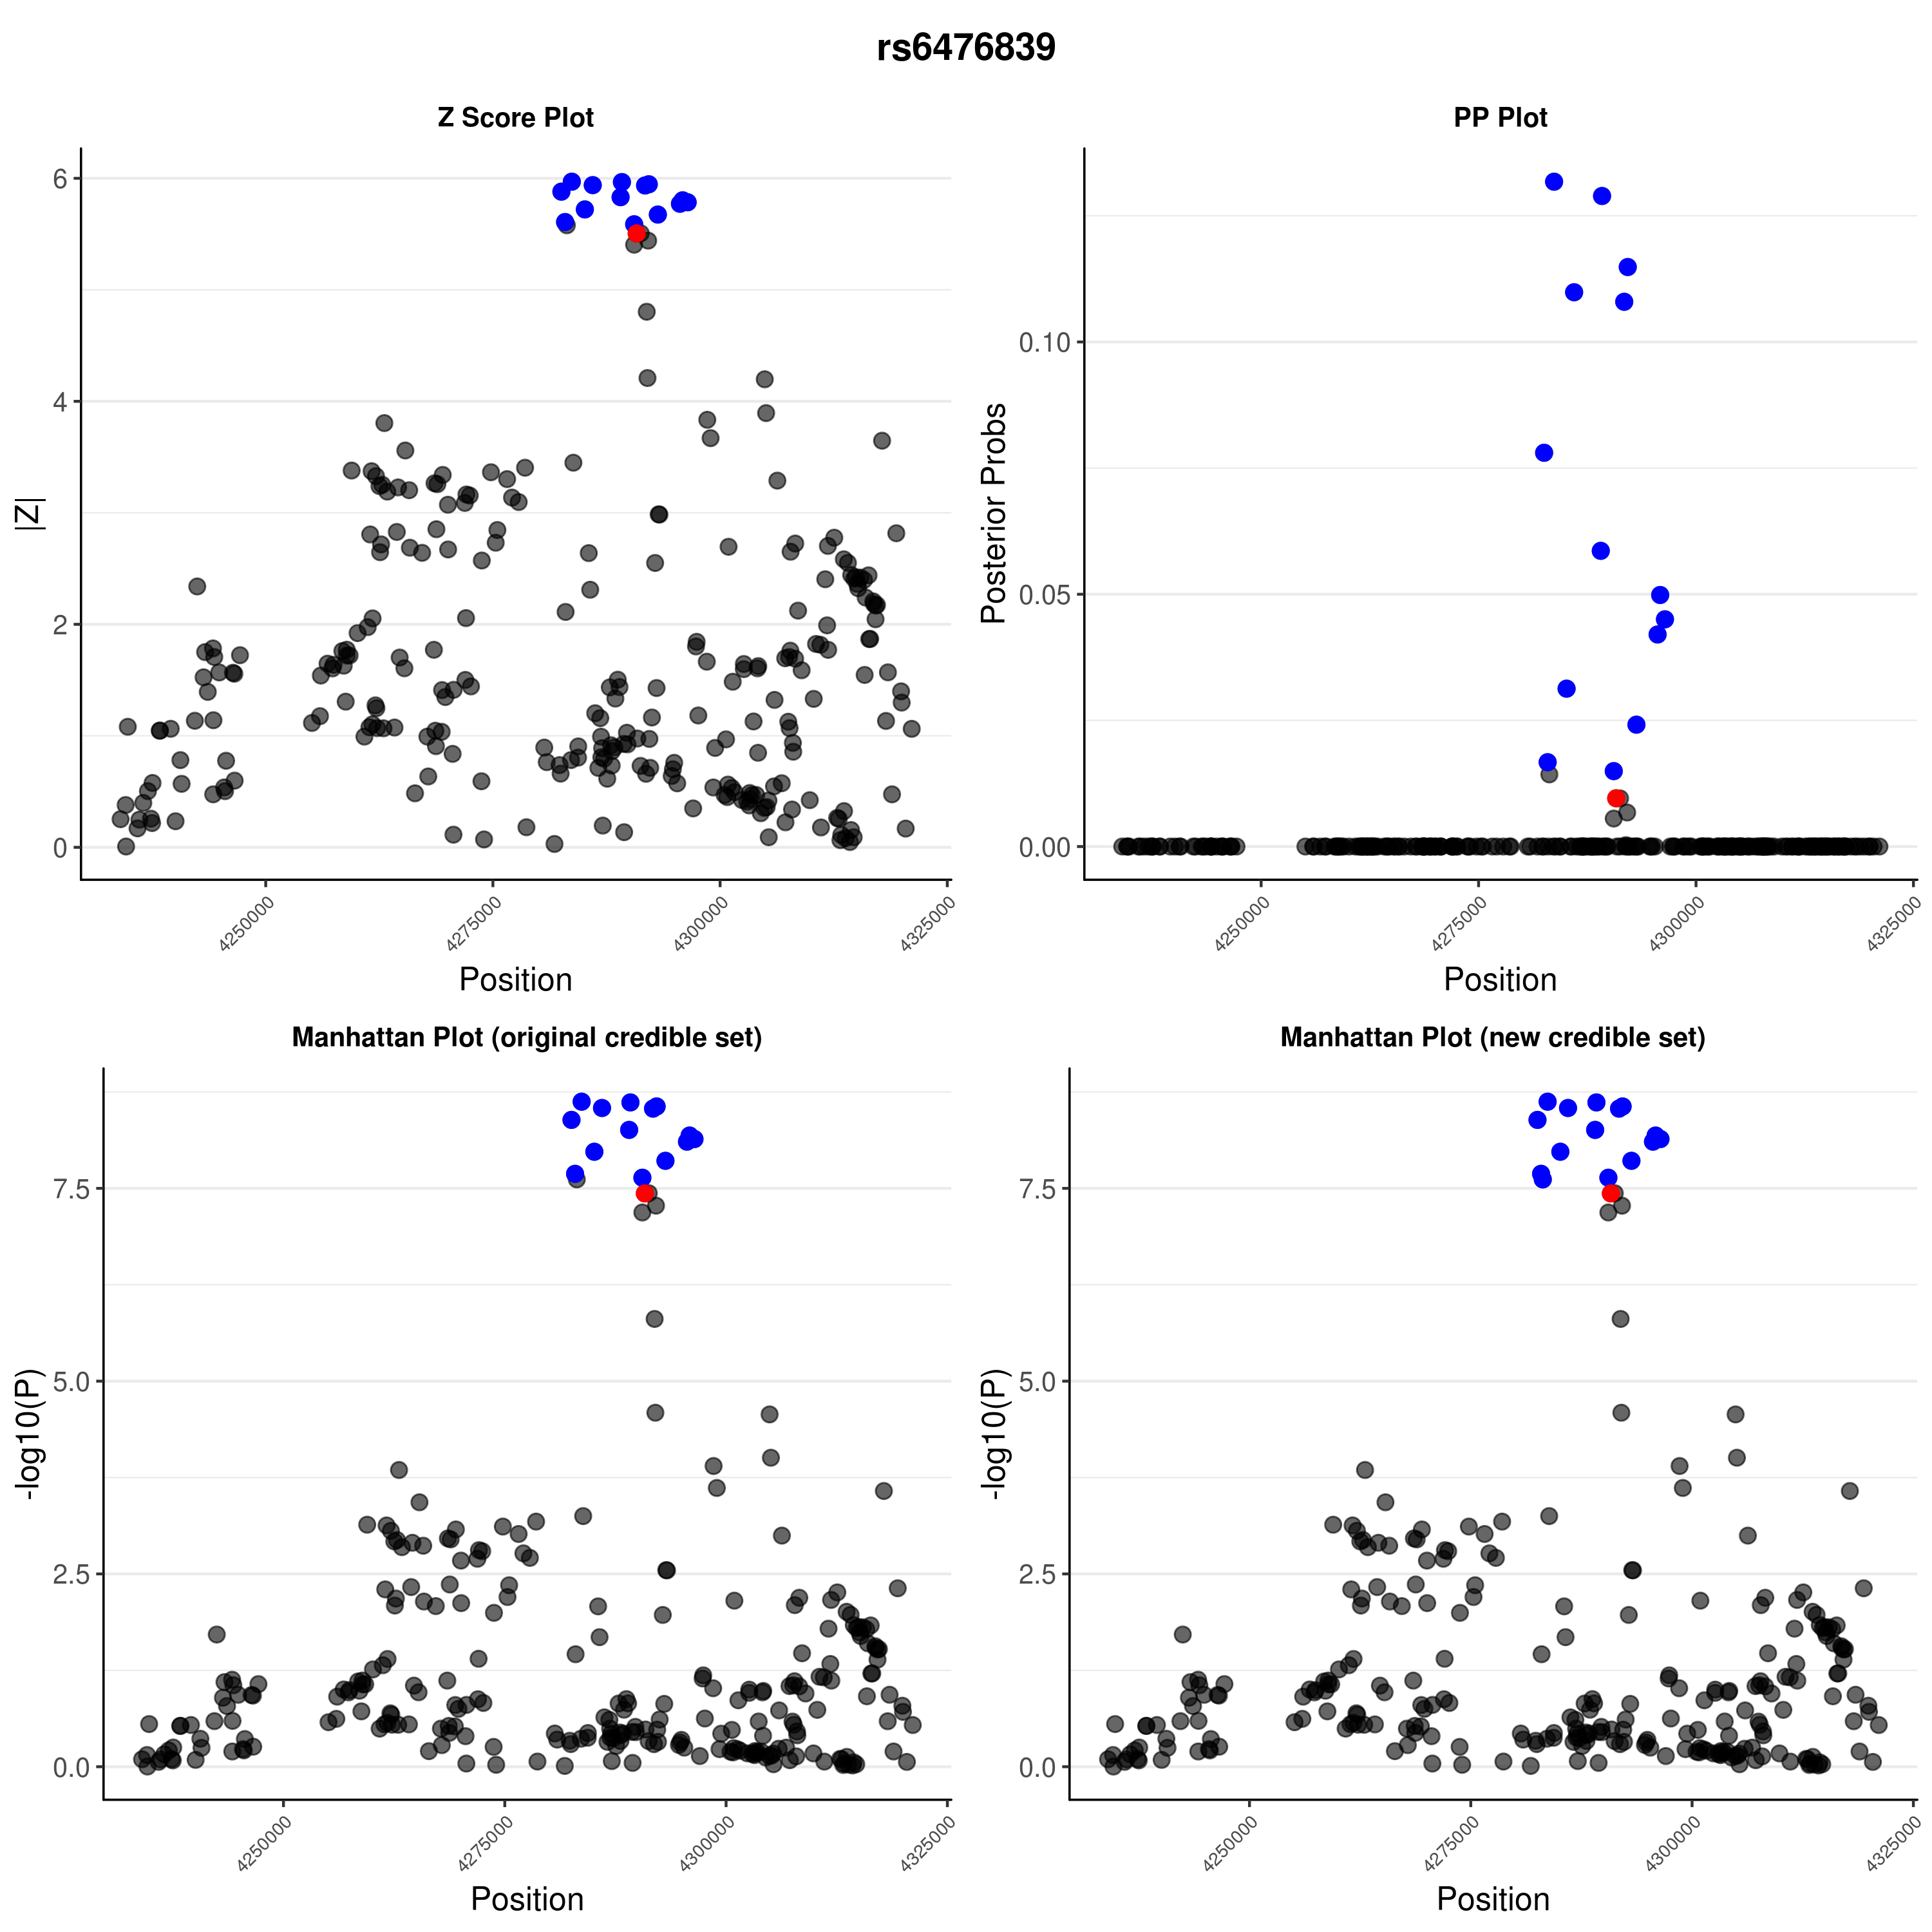 rs6476839
Z Score Plot
|Z|
6
4
2
0
4250000
4275000
4300000
4325000
Position
PP Plot
Posterior Probs
0.10
0.05
0.00
4250000
4275000
4300000
4325000
Position
Manhattan Plot (original credible set)
-log10(P)
7.5
5.0
2.5
0.0
4250000
4275000
4300000
4325000
Position
Manhattan Plot (new credible set)
-log10(P)
7.5
5.0
2.5
0.0
4250000
4275000
4300000
4325000
Position